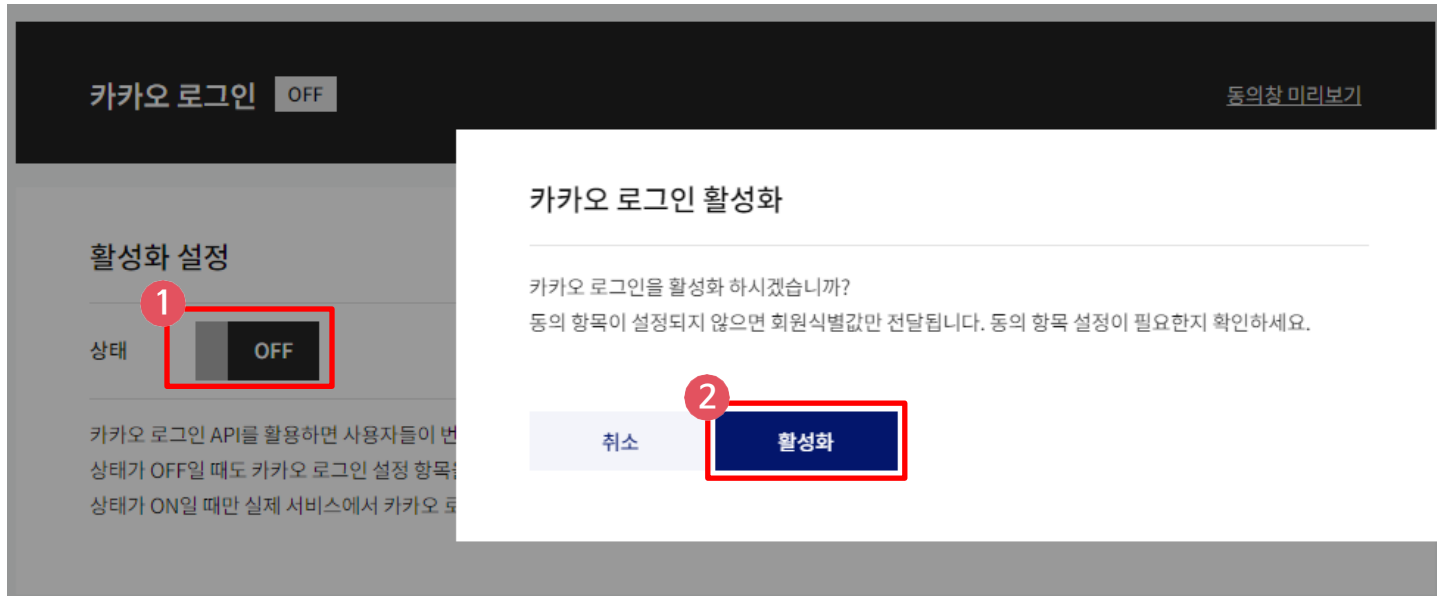 카카오 로그인 OFF
동의창 미리보기
활성화 설정
1
상태 OFF
카카오 로그인 API를 활용하면 사용자들이 번
상태가 OFF일 때도 카카오 로그인 설정 항목
상태가 ON일 때만 실제 서비스에서 카카오
카카오 로그인 활성화
카카오 로그인을 활성화 하시겠습니까?
동의 항목이 설정되지 않으면 회원식별값만 전달됩니다. 동의 항목 설정이 필요한지 확인하세요.
2
취소 활성화